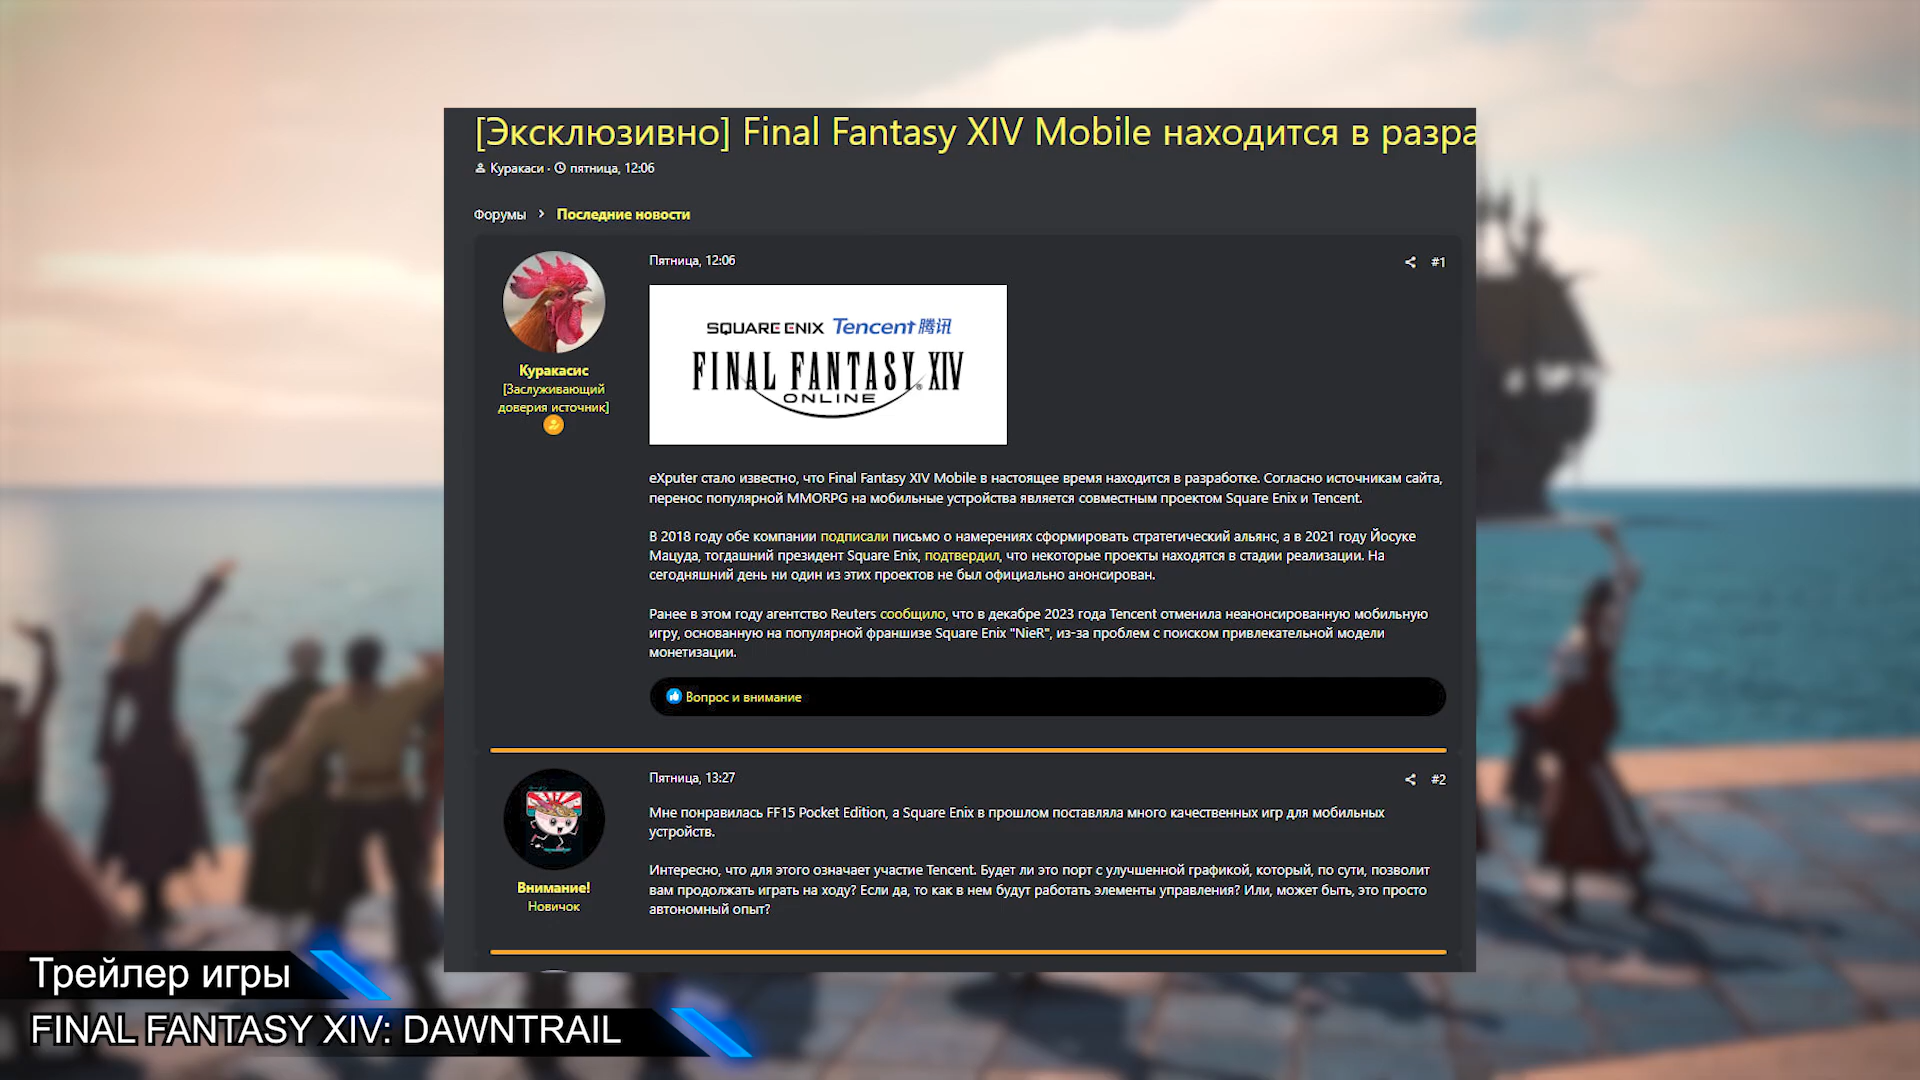 [Эксклюзивно] Final Fantasy XIV Mobile находится в разра
Куракаси · пятница, 12:06
Форумы > Последние новости
Куракасис
[Заслуживающий
доверия источник]
Пятница, 12:06
#1
SQUARE ENIX Tencent 腾讯
FINAL FANTASY® XIV
ONLINE
eXputer стало известно, что Final Fantasy XIV Mobile в настоящее время находится в разработке. Согласно источникам сайта,
перенос популярной MMORPG на мобильные устройства является совместным проектом Square Enix и Tencent.
В 2018 году обе компании подписали письмо о намерениях сформировать стратегический альянс, а в 2021 году Йосуке
Мацуда, тогдашний президент Square Enix, подтвердил, что некоторые проекты находятся в стадии реализации. На
сегодняшний день ни один из этих проектов не был официально анонсирован.
Ранее в этом году агентство Reuters сообщило, что в декабре 2023 года Tencent отменила неанонсированную мобильную
игру, основанную на популярной франшизе Square Enix "NieR", из-за проблем с поиском привлекательной модели
монетизации.
Вопрос и внимание
Внимание!
Новичок
Пятница, 13:27
#2
Мне понравилась FF15 Pocket Edition, а Square Enix в прошлом поставляла много качественных игр для мобильных
устройств.
Интересно, что для этого означает участие Tencent. Будет ли это порт с улучшенной графикой, который, по сути, позволит
вам продолжать играть на ходу? Если да, то как в нем будут работать элементы управления? Или, может быть, это просто
автономный опыт?
Трейлер игры
FINAL FANTASY XIV: DAWNTRAIL